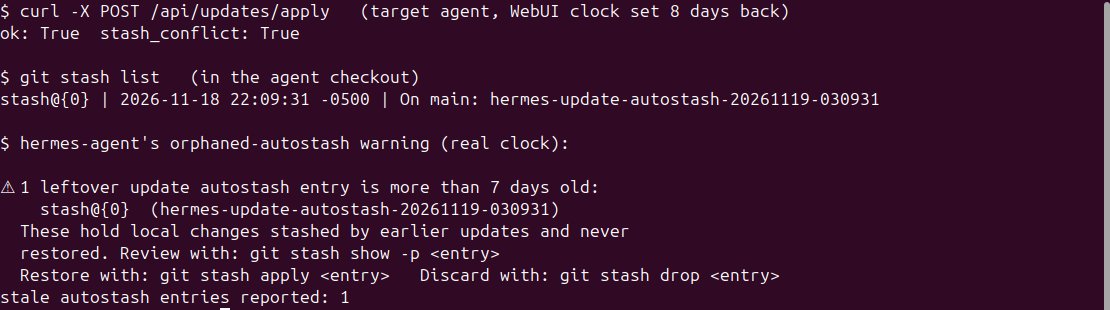 $ curl -X POST /api/updates/apply   (target agent, WebUI clock set 8 days back)
ok: True  stash_conflict: True
$ git stash list   (in the agent checkout)
stash@{0} | 2026-11-18 22:09:31 -0500 | On main: hermes-update-autostash-20261119-030931
$ hermes-agent's orphaned-autostash warning (real clock):
⚠ 1 leftover update autostash entry is more than 7 days old:
    stash@{0}  (hermes-update-autostash-20261119-030931)
  These hold local changes stashed by earlier updates and never
  restored. Review with: git stash show -p <entry>
  Restore with: git stash apply <entry>   Discard with: git stash drop <entry>
stale autostash entries reported: 1